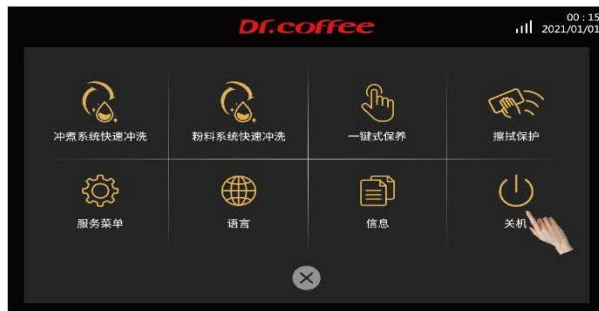 Dr.coffee
00 : 15
2021/01/01
冲煮系统快速冲洗
粉料系统快速冲洗
一键式保养
擦拭保护
服务菜单
语言
信息
关机